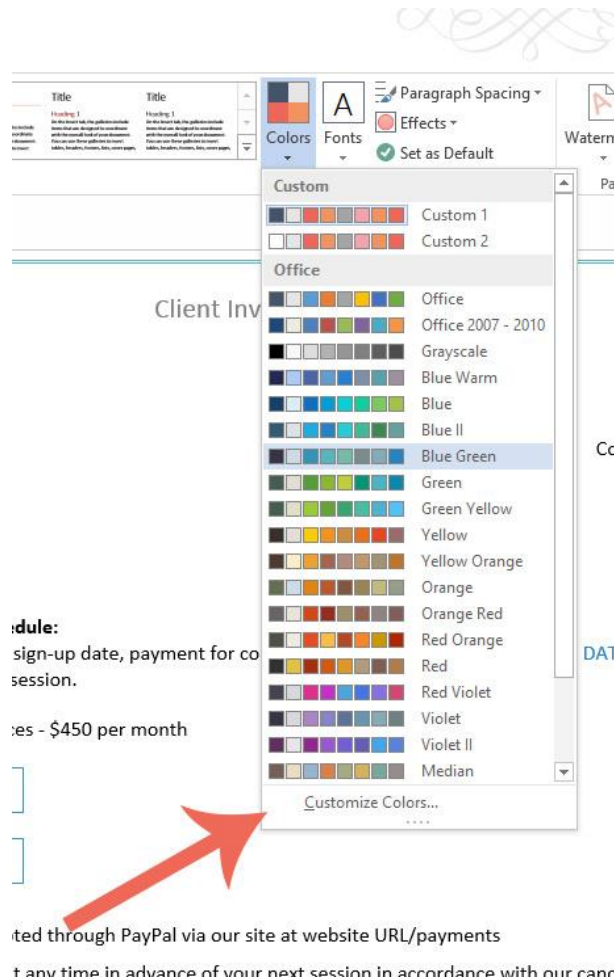 Title
Title
Heading 1
Heading 1
Colors
Fonts
Paragraph Spacing
Effects
Set as Default
Waterm
Pa
Custom
Custom 1
Custom 2
Office
Office
Office 2007 - 2010
Grayscale
Blue Warm
Blue
Blue II
Blue Green
Green
Green Yellow
Yellow
Yellow Orange
Orange
Orange Red
Red Orange
Red
Red Violet
Violet
Violet II
Median
Customize Colors...
Client Inv
Co
edule:
sign-up date, payment for co
DAT
session.
ces - $450 per month
ted through PayPal via our site at website URL/payments
t any time in advance of your next session in accordance with our canc